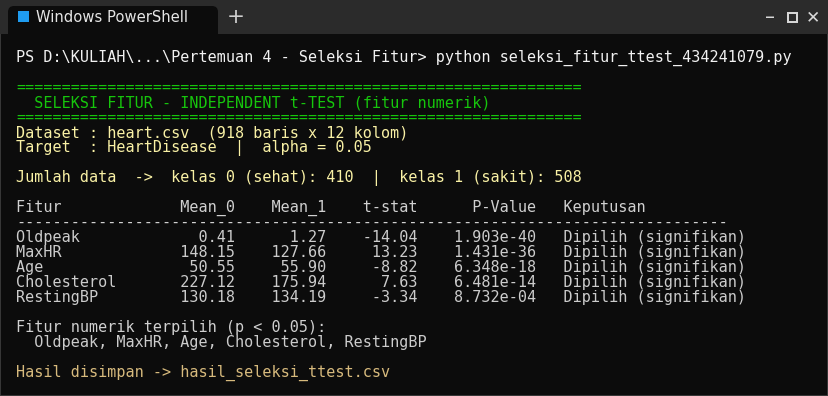 Windows PowerShell
PS D:\KULIAH\...\Pertemuan 4 - Seleksi Fitur> python seleksi_fitur_ttest_434241079.py
==============================================================
SELEKSI FITUR - INDEPENDENT t-TEST (fitur numerik)
==============================================================
Dataset : heart.csv (918 baris x 12 kolom)
Target : HeartDisease | alpha = 0.05
Jumlah data -> kelas 0 (sehat): 410 | kelas 1 (sakit): 508
Fitur Mean_0 Mean_1 t-stat P-Value Keputusan
------------------------------------------------------------------------------
Oldpeak 0.41 1.27 -14.04 1.903e-40 Dipilih (signifikan)
MaxHR 148.15 127.66 13.23 1.431e-36 Dipilih (signifikan)
Age 50.55 55.90 -8.82 6.348e-18 Dipilih (signifikan)
Cholesterol 227.12 175.94 7.63 6.481e-14 Dipilih (signifikan)
RestingBP 130.18 134.19 -3.34 8.732e-04 Dipilih (signifikan)
Fitur numerik terpilih (p < 0.05):
Oldpeak, MaxHR, Age, Cholesterol, RestingBP
Hasil disimpan -> hasil_seleksi_ttest.csv